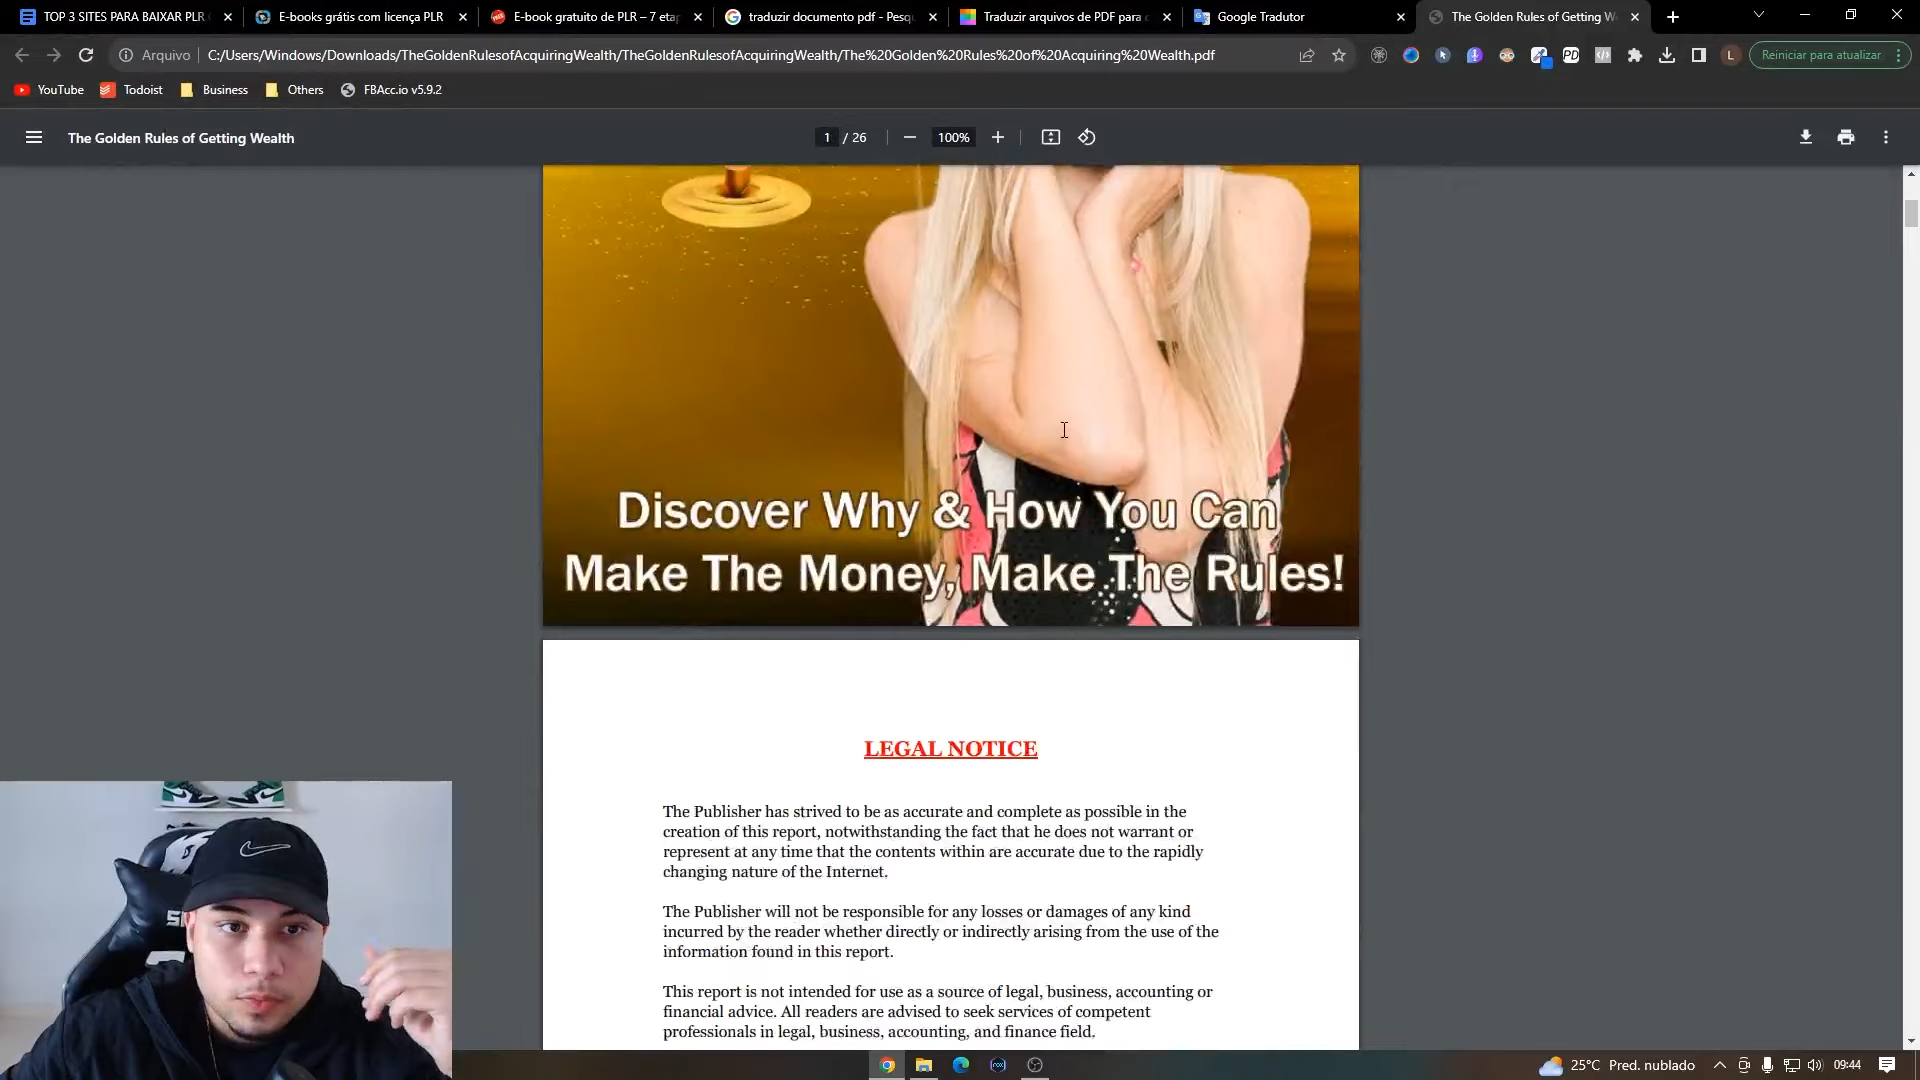 TOP 3 SITES PARA BAIXAR PLR
E-books grátis com licença PLR
E-book gratuito de PLR – 7 etap
traduzir documento pdf - Pesqu
Traduzir arquivos de PDF para
Google Tradutor
The Golden Rules of Getting W
Arquivo
C:/Users/Windows/Downloads/TheGoldenRulesofAcquiringWealth/TheGoldenRulesofAcquiringWealth/The%20Golden%20Rules%20of%20Acquiring%20Wealth.pdf
PD
L
Reiniciar para atualizar
YouTube
Todoist
Business
Others
FBAcc.io v5.9.2
The Golden Rules of Getting Wealth
1 / 26
100%
Discover Why & How You Can
Make The Money, Make The Rules!
LEGAL NOTICE
The Publisher has strived to be as accurate and complete as possible in the
creation of this report, notwithstanding the fact that he does not warrant or
represent at any time that the contents within are accurate due to the rapidly
changing nature of the Internet.
The Publisher will not be responsible for any losses or damages of any kind
incurred by the reader whether directly or indirectly arising from the use of the
information found in this report.
This report is not intended for use as a source of legal, business, accounting or
financial advice. All readers are advised to seek services of competent
professionals in legal, business, accounting, and finance field.
25°C Pred. nublado
09:44